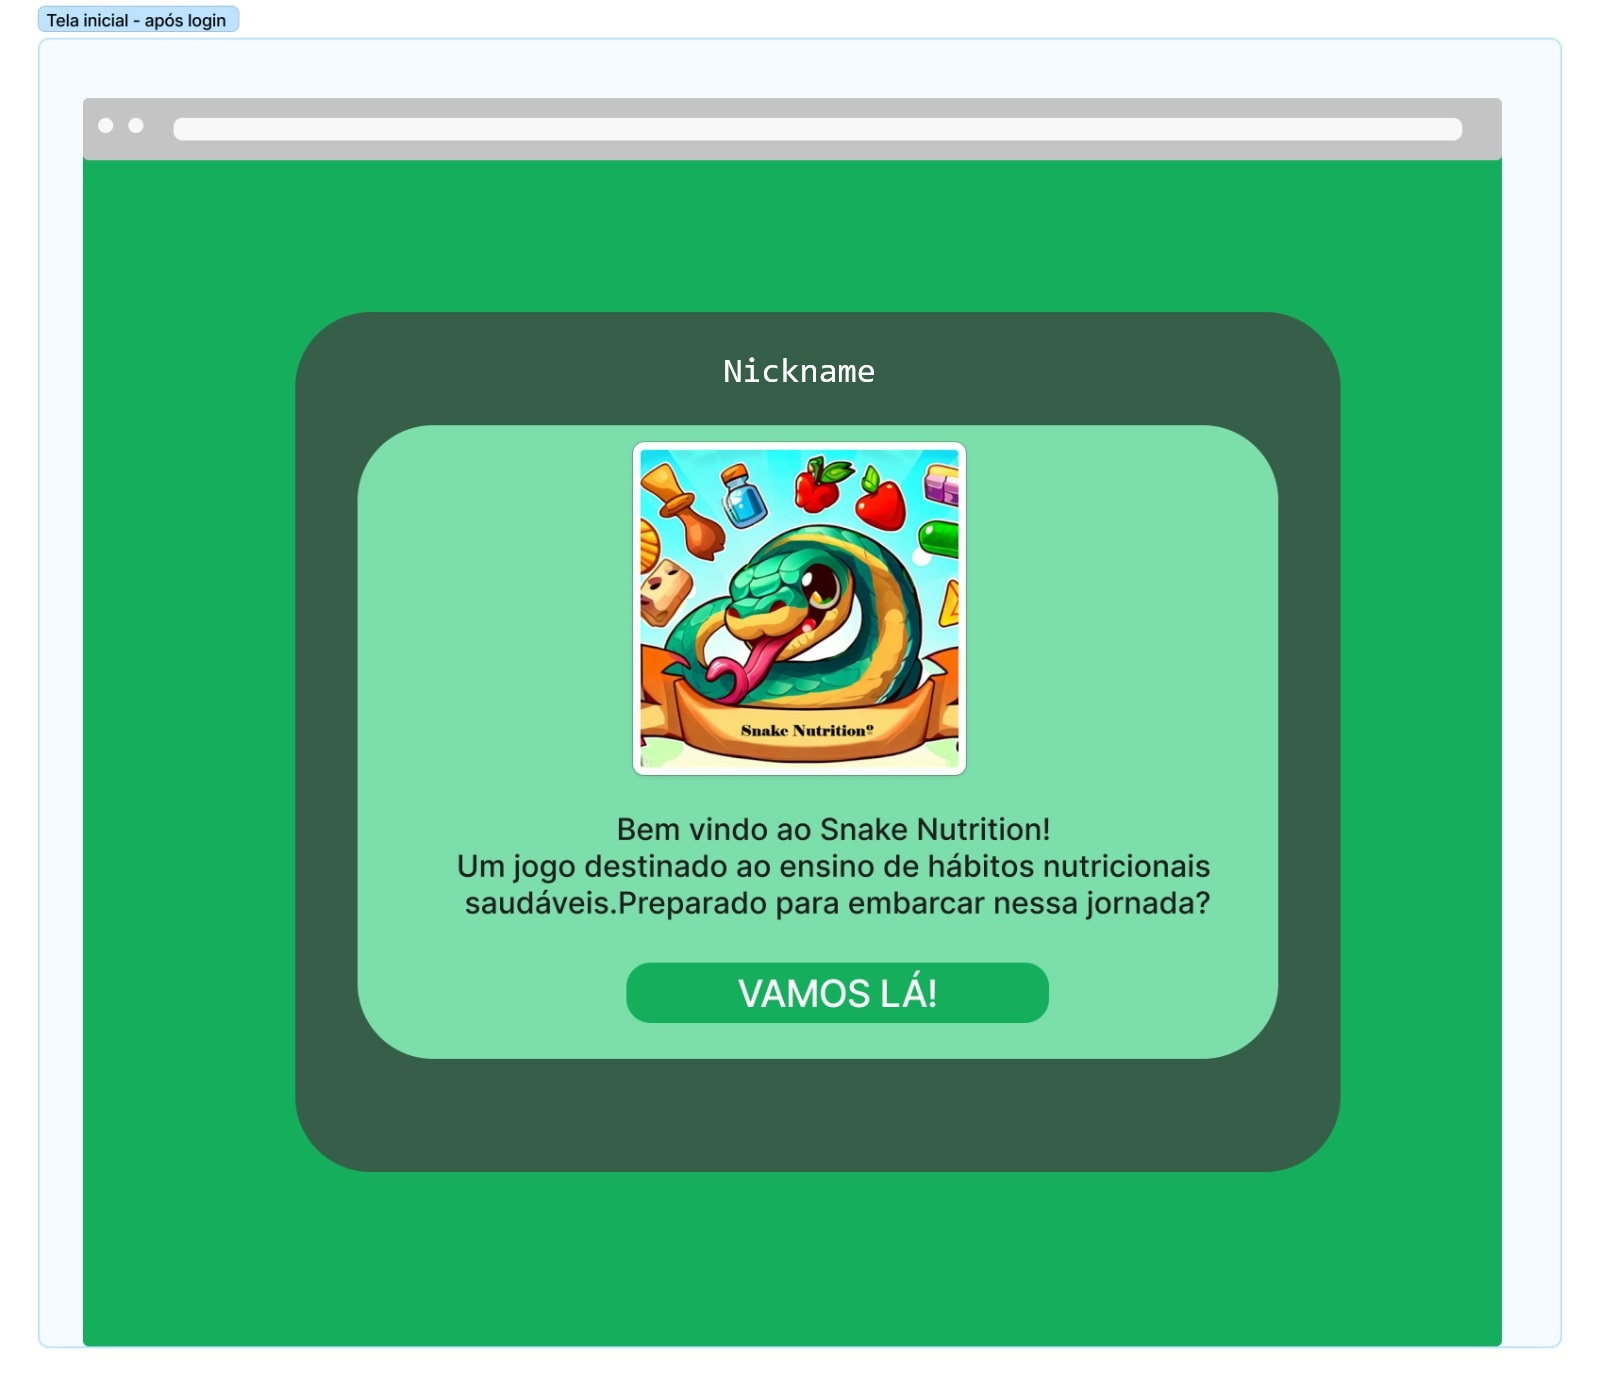 Tela inicial - após login
Nickname
Snake Nutritionº
Bem vindo ao Snake Nutrition!
Um jogo destinado ao ensino de hábitos nutricionais
saudáveis.Preparado para embarcar nessa jornada?
VAMOS LÁ!